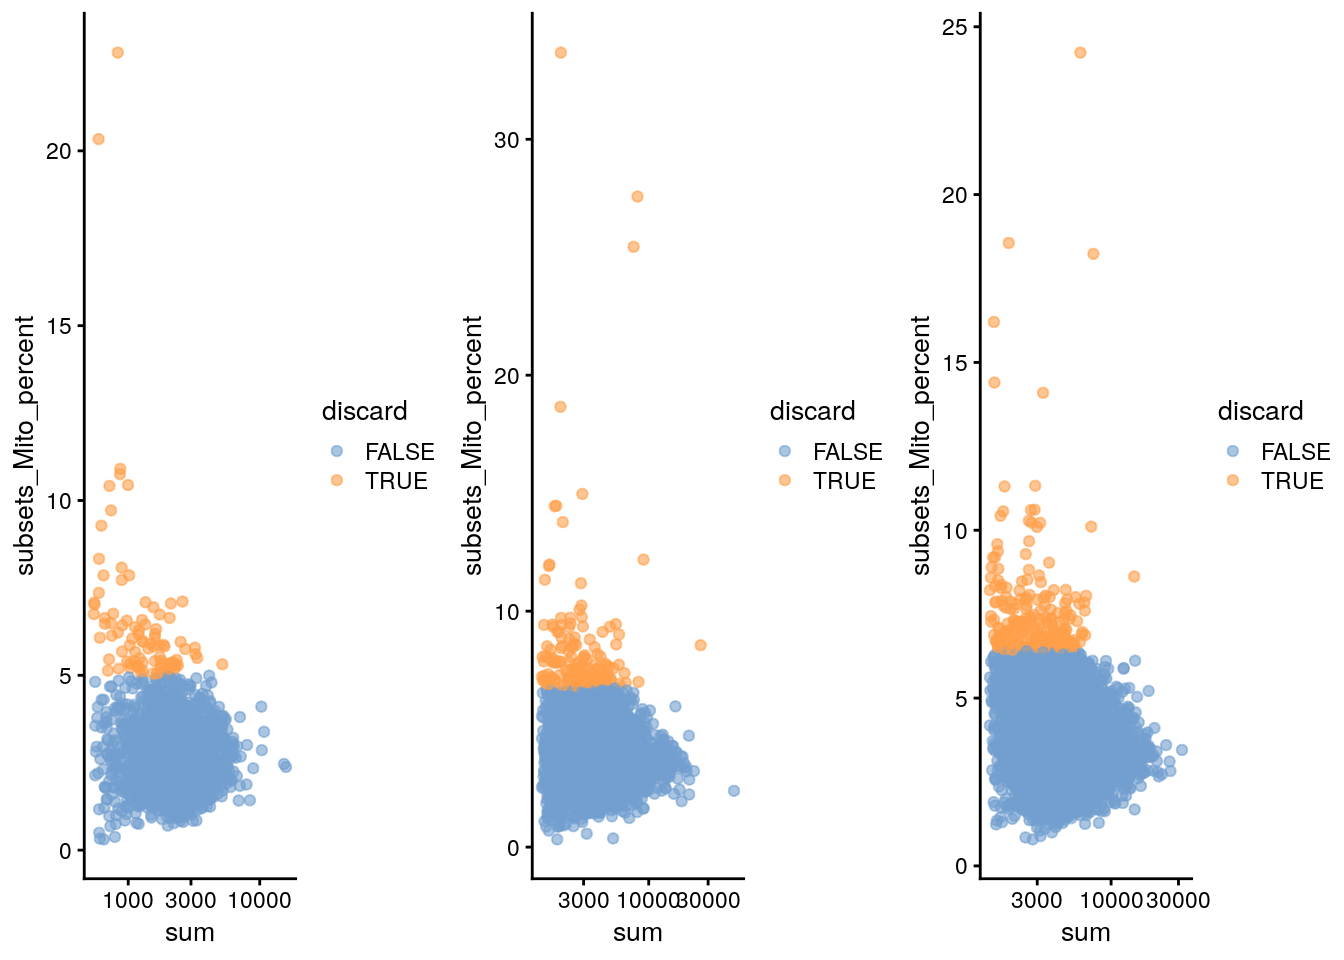 subsets_Mito_percent
20
15
10
5
0
1000 3000 10000
sum
discard
FALSE
TRUE
subsets_Mito_percent
30
20
10
0
3000 10000 30000
sum
discard
FALSE
TRUE
subsets_Mito_percent
25
20
15
10
5
0
3000 10000 30000
sum
discard
FALSE
TRUE